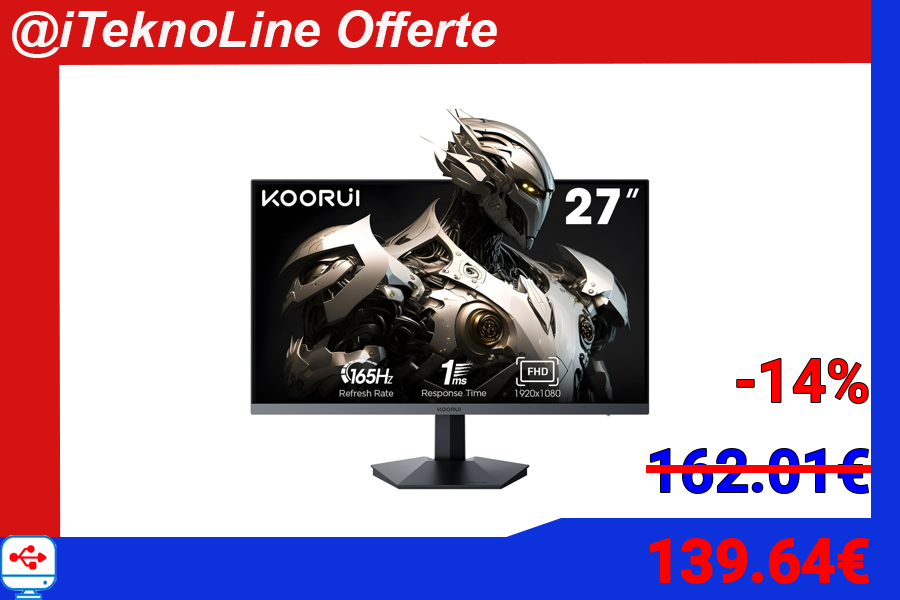 @iTeknoLine Offerte
KOORUI
27"
165Hz
Refresh Rate
1ms
Response Time
FHD
1920x1080
KOORUI
-14%
162.01€
139.64€